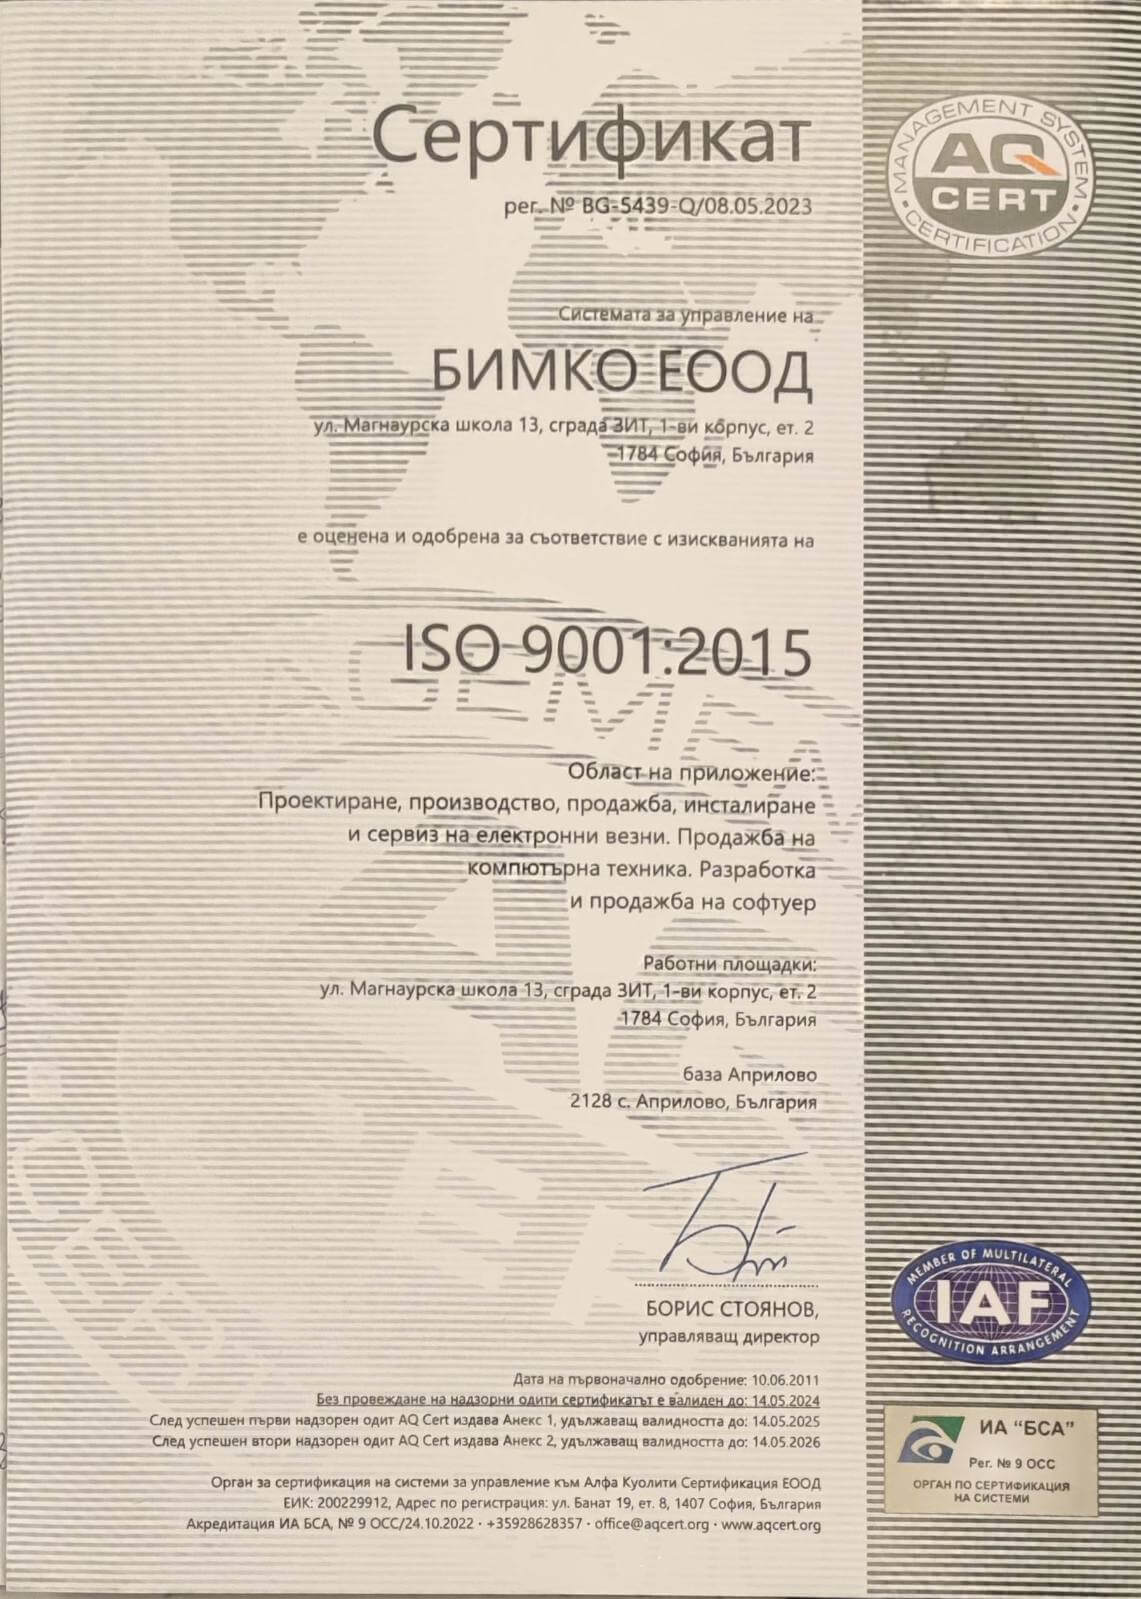 Сертификат
рег. № BG-5439-Q/08.05.2023
MANAGEMENT SYSTEM
AQ
CERT
• CERTIFICATION •
Системата за управление на
БИМКО ЕООД
ул. Магнаурска школа 13, сграда ЗИТ, 1-ви корпус, ет. 2
1784 София, България
е оценена и одобрена за съответствие с изискванията на
ISO 9001:2015
Област на приложение:
Проектиране, производство, продажба, инсталиране
и сервиз на електронни везни. Продажба на
компютърна техника. Разработка
и продажба на софтуер
Работни площадки:
ул. Магнаурска школа 13, сграда ЗИТ, 1-ви корпус, ет. 2
1784 София, България
база Априлово
2128 с. Априлово, България
БОРИС СТОЯНОВ,
управляващ директор
MEMBER OF MULTILATERAL
IAF
RECOGNITION ARRANGEMENT
Дата на първоначално одобрение: 10.06.2011
Без провеждане на надзорни одити сертификатът е валиден до: 14.05.2024
След успешен първи надзорен одит AQ Cert издава Анекс 1, удължаващ валидността до: 14.05.2025
След успешен втори надзорен одит AQ Cert издава Анекс 2, удължаващ валидността до: 14.05.2026
ИА "БСА"
Рег. № 9 ОСС
ОРГАН ПО СЕРТИФИКАЦИЯ
НА СИСТЕМИ
Орган за сертификация на системи за управление към Алфа Куолити Сертификация ЕООД
ЕИК: 200229912, Адрес по регистрация: ул. Банат 19, ет. 8, 1407 София, България
Акредитация ИА БСА, № 9 ОСС/24.10.2022 · +35928628357 · office@aqcert.org · www.aqcert.org